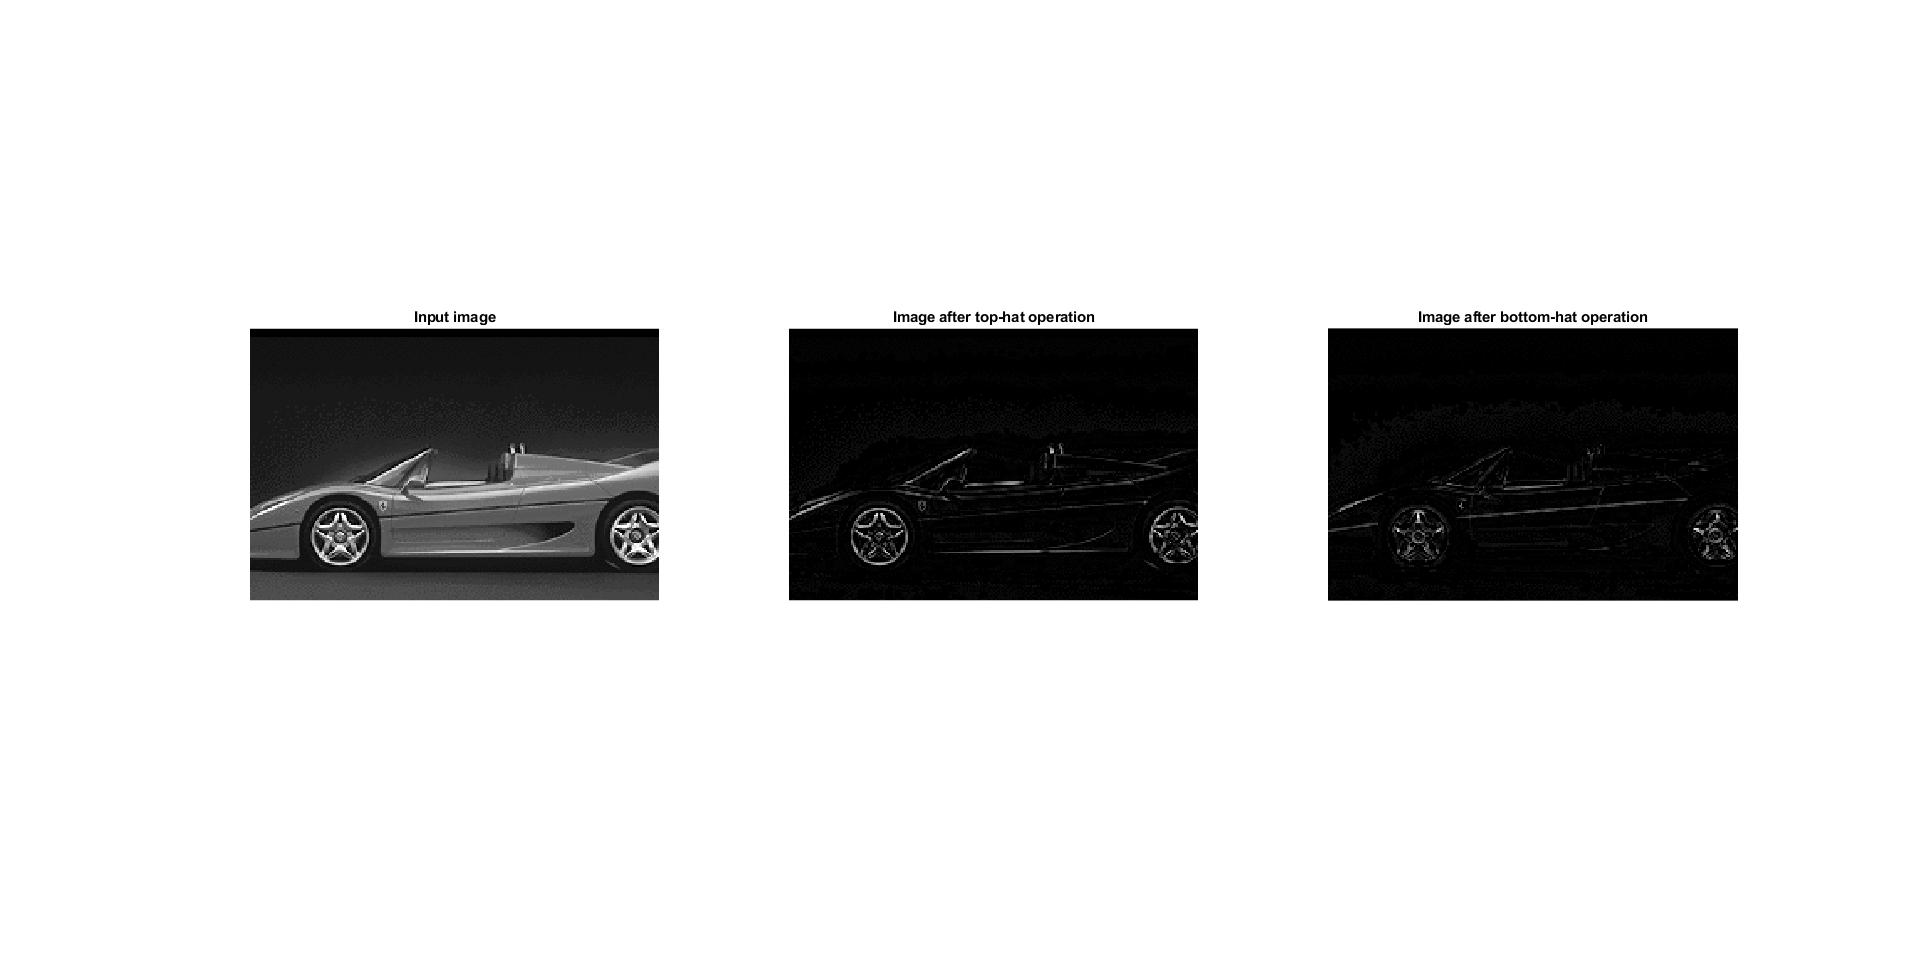 Input image
Image after top-hat operation
Image after bottom-hat operation